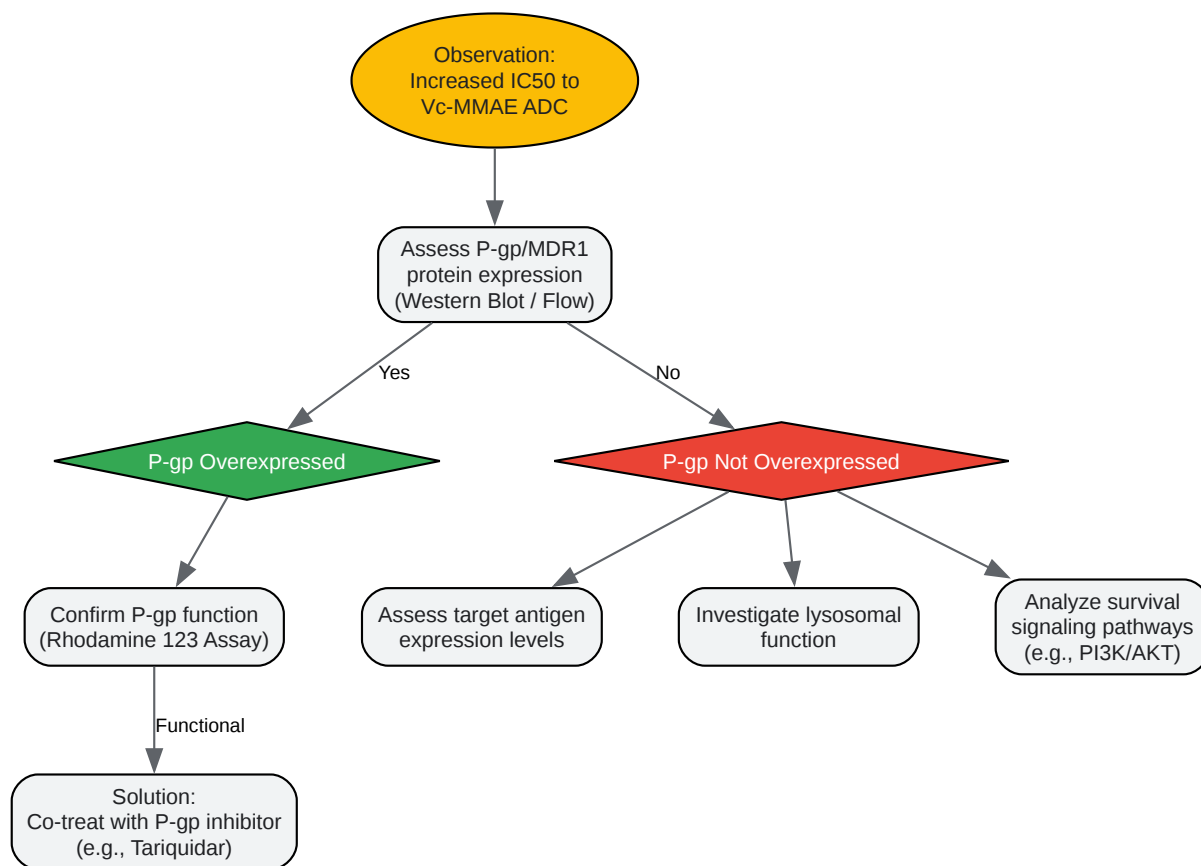 Observation:
Increased IC50 to
Vc-MMAE ADC
Assess P-gp/MDR1
protein expression
(Western Blot / Flow)
Yes
No
P-gp Overexpressed
P-gp Not Overexpressed
Confirm P-gp function
(Rhodamine 123 Assay)
Assess target antigen
expression levels
Investigate lysosomal
function
Analyze survival
signaling pathways
(e.g., PI3K/AKT)
Functional
Solution:
Co-treat with P-gp inhibitor
(e.g., Tariquidar)